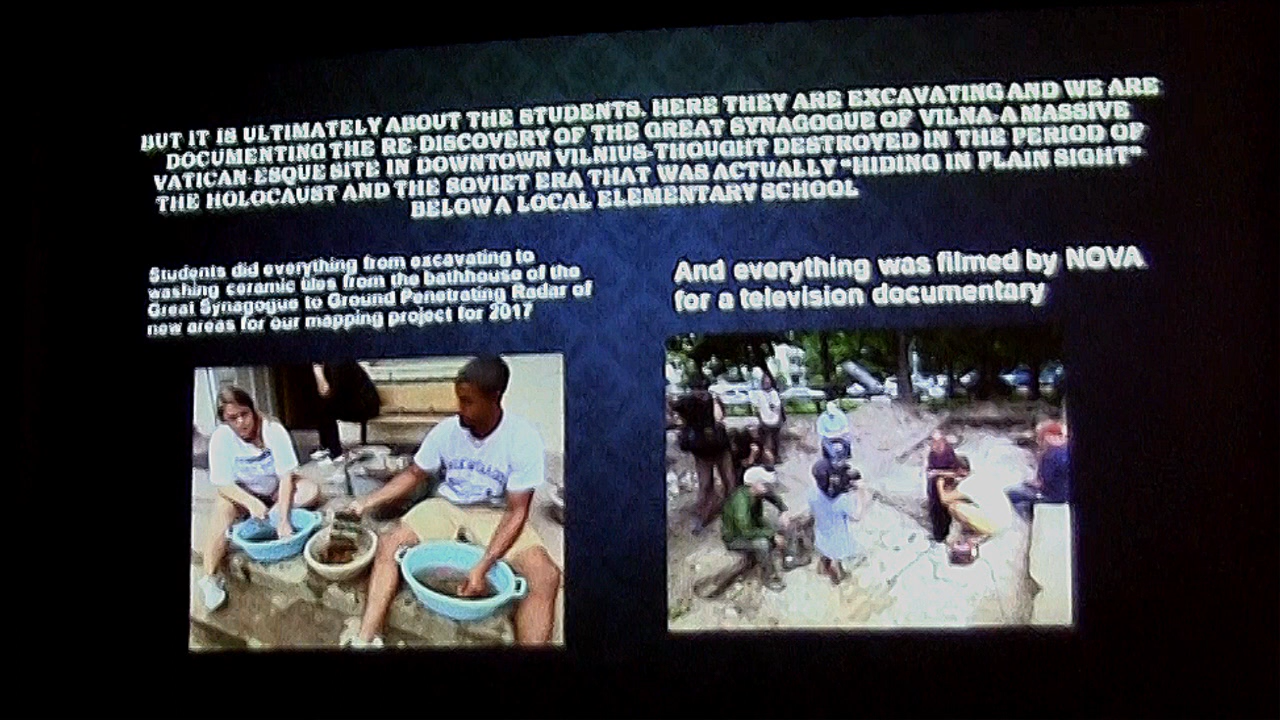 BUT IT IS ULTIMATELY ABOUT THE STUDENTS. HERE THEY ARE EXCAVATING AND WE ARE
DOCUMENTING THE RE-DISCOVERY OF THE GREAT SYNAGOGUE OF VILNA-A MASSIVE
VATICAN-ESQUE SITE IN DOWNTOWN VILNIUS-THOUGHT DESTROYED IN THE PERIOD OF
THE HOLOCAUST AND THE SOVIET ERA THAT WAS ACTUALLY "HIDING IN PLAIN SIGHT"
BELOW A LOCAL ELEMENTARY SCHOOL
Students did everything from excavating to
washing ceramic tiles from the bathhouse of the
Great Synagogue to Ground Penetrating Radar of
new areas for our mapping project for 2017
And everything was filmed by NOVA
for a television documentary